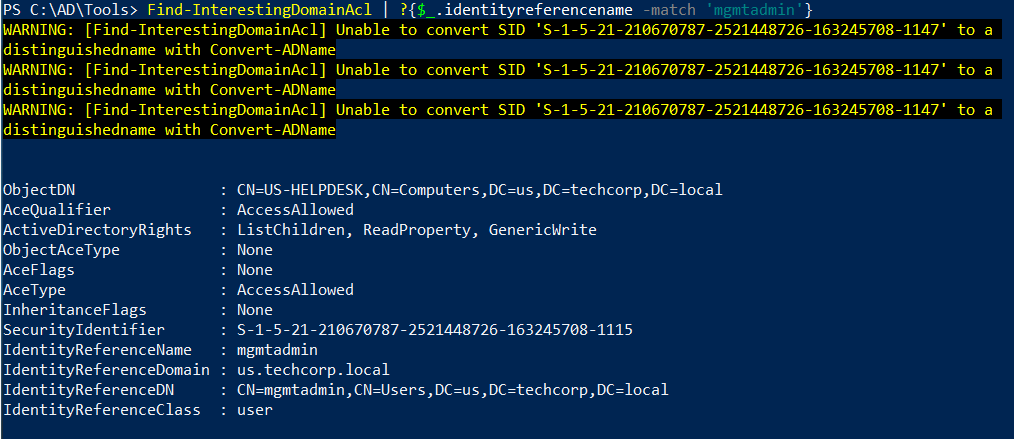 PS C:\AD\Tools> Find-InterestingDomainAcl | ?{$_.identityreferencename -match 'mgmtadmin'}
WARNING: [Find-InterestingDomainAcl] Unable to convert SID 'S-1-5-21-210670787-2521448726-163245708-1147' to a
distinguishedname with Convert-ADName
WARNING: [Find-InterestingDomainAcl] Unable to convert SID 'S-1-5-21-210670787-2521448726-163245708-1147' to a
distinguishedname with Convert-ADName
WARNING: [Find-InterestingDomainAcl] Unable to convert SID 'S-1-5-21-210670787-2521448726-163245708-1147' to a
distinguishedname with Convert-ADName
ObjectDN : CN=US-HELPDESK,CN=Computers,DC=us,DC=techcorp,DC=local
AceQualifier : AccessAllowed
ActiveDirectoryRights : ListChildren, ReadProperty, GenericWrite
ObjectAceType : None
AceFlags : None
AceType : AccessAllowed
InheritanceFlags : None
SecurityIdentifier : S-1-5-21-210670787-2521448726-163245708-1115
IdentityReferenceName : mgmtadmin
IdentityReferenceDomain : us.techcorp.local
IdentityReferenceDN : CN=mgmtadmin,CN=Users,DC=us,DC=techcorp,DC=local
IdentityReferenceClass : user